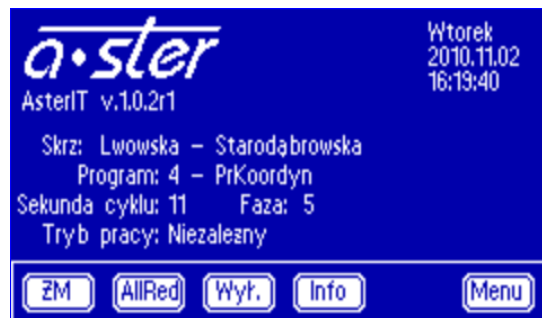 a·ster
Wtorek
2010.11.02
16:19:40
AsterIT v.1.0.2r1
Skrz: Lwowska – Starodąbrowska
Program: 4 – PrKoordyn
Sekunda cyklu: 11 Faza: 5
Tryb pracy: Niezależny
ŻM AllRed Wył. Info Menu